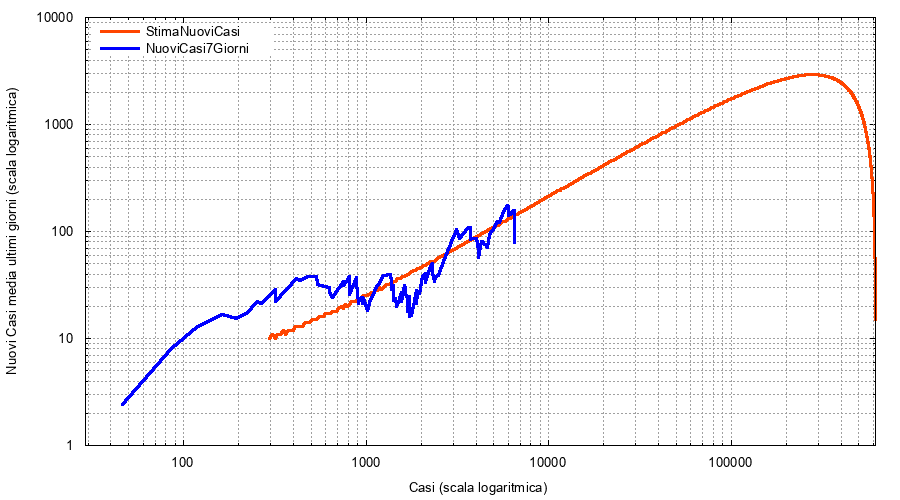 10000
StimaNuoviCasi
NuoviCasi7Giorni
1000
100
10
1
Nuovi Casi media ultimi giorni (scala logaritmica)
100
1000
10000
100000
Casi (scala logaritmica)